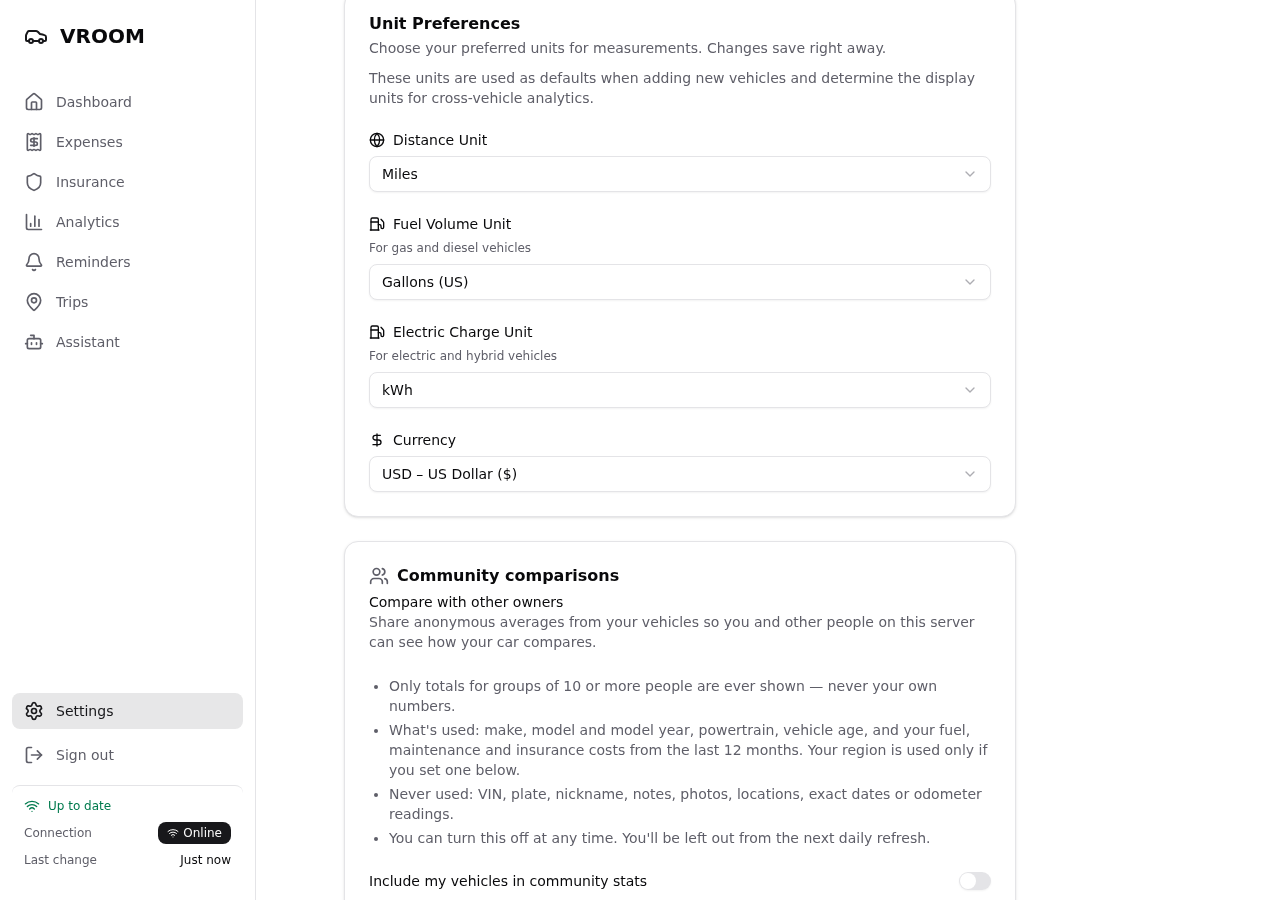 VROOM
Dashboard
Expenses
Insurance
Analytics
Reminders
Trips
Assistant
Settings
Sign out
Up to date
Connection
Online
Last change
Just now
Unit Preferences
Choose your preferred units for measurements. Changes save right away.
These units are used as defaults when adding new vehicles and determine the display
units for cross-vehicle analytics.
Distance Unit
Miles
Fuel Volume Unit
For gas and diesel vehicles
Gallons (US)
Electric Charge Unit
For electric and hybrid vehicles
kWh
Currency
USD – US Dollar ($)
Community comparisons
Compare with other owners
Share anonymous averages from your vehicles so you and other people on this server
can see how your car compares.
• Only totals for groups of 10 or more people are ever shown — never your own
numbers.
• What's used: make, model and model year, powertrain, vehicle age, and your fuel,
maintenance and insurance costs from the last 12 months. Your region is used only if
you set one below.
• Never used: VIN, plate, nickname, notes, photos, locations, exact dates or odometer
readings.
• You can turn this off at any time. You'll be left out from the next daily refresh.
Include my vehicles in community stats